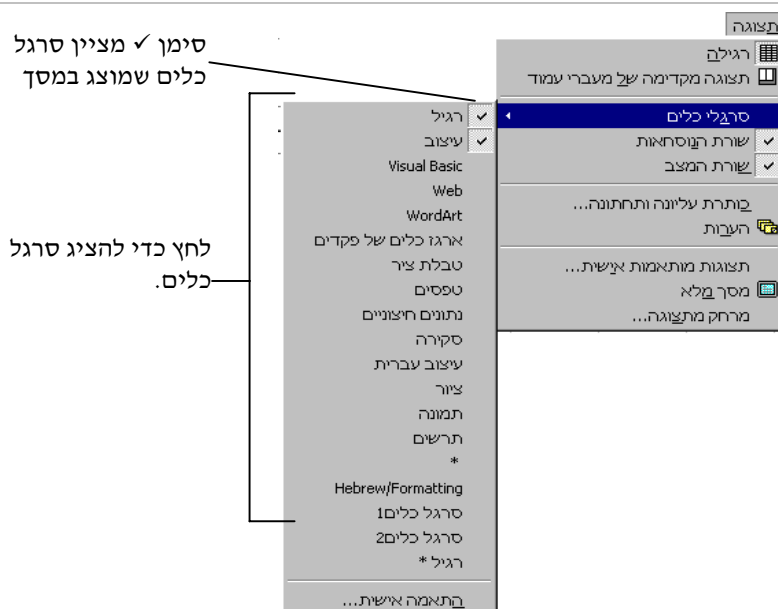 תצוגה
רגילה
תצוגה מקדימה של מעברי עמוד
סרגלי כלים
שורת הנוסחאות
שורת המצב
כותרת עליונה ותחתונה...
הערות
תצוגות מותאמות אישית...
מסך מלא
מרחק מתצוגה...
סימן ✓ מציין סרגל
כלים שמוצג במסך
רגיל
עיצוב
Visual Basic
Web
WordArt
ארגז כלים של פקדים
טבלת ציר
טפסים
נתונים חיצוניים
סקירה
עיצוב עברית
ציור
תמונה
תרשים
*
Hebrew/Formatting
סרגל כלים1
סרגל כלים2
רגיל *
התאמה אישית...
לחץ כדי להציג סרגל
כלים.